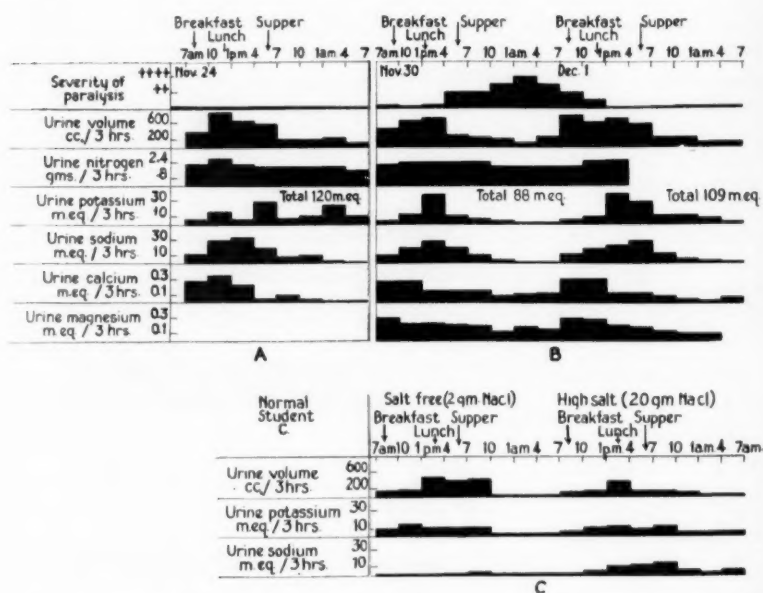 Breakfast Supper
Lunch
7am 10 1pm 4 7 10 1am 4 7
Breakfast Supper
Lunch
Breakfast Supper
Lunch
7am 10 1pm 4 7 10 1am 4 7 10 1pm 4 7 10 1am 4 7
Severity of paralysis
++++
++
Nov. 24
Nov. 30
Dec. 1
Urine volume
cc./ 3 hrs.
600
200
Urine nitrogen
gms. / 3 hrs.
2.4
.8
Urine potassium
m.eq / 3 hrs.
30
10
Total 120 m.eq.
Total 88 m.eq.
Total 109 m.eq
Urine sodium
m.eq / 3 hrs.
30
10
Urine calcium
m.eq / 3 hrs.
0.3
0.1
Urine magnesium
m.eq / 3 hrs.
0.3
0.1
A
B
Normal
Student
C.
Salt free (2 gm. NaCl)
High salt (20 gm NaCl)
Breakfast Supper
Lunch
Breakfast Supper
Lunch
7am 10 1pm 4 7 10 1am 4 7 10 1pm 4 7 10 1am 4 7am
Urine volume
cc./ 3 hrs.
600
200
Urine potassium
m.eq / 3 hrs.
30
10
Urine sodium
m.eq / 3 hrs.
30
10
C